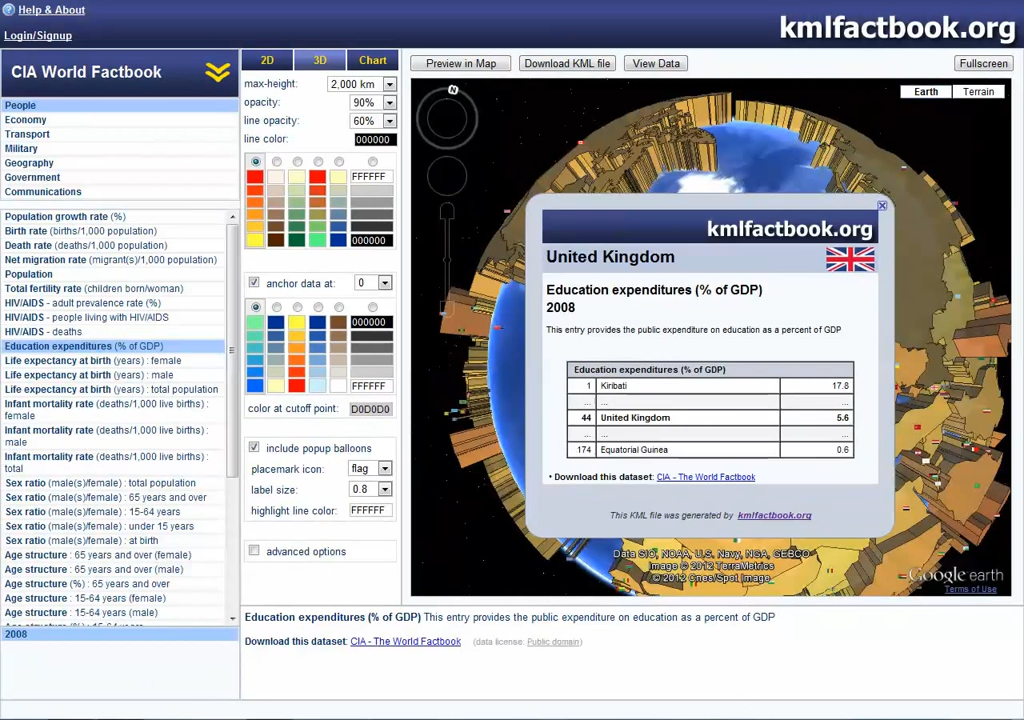 Help & About
Login/Signup
kmlfactbook.org
CIA World Factbook
People
Economy
Transport
Military
Geography
Government
Communications
Population growth rate (%)
Birth rate (births/1,000 population)
Death rate (deaths/1,000 population)
Net migration rate (migrant(s)/1,000 population)
Population
Total fertility rate (children born/woman)
HIV/AIDS - adult prevalence rate (%)
HIV/AIDS - people living with HIV/AIDS
HIV/AIDS - deaths
Education expenditures (% of GDP)
Life expectancy at birth (years) : female
Life expectancy at birth (years) : male
Life expectancy at birth (years) : total population
Infant mortality rate (deaths/1,000 live births) :
female
Infant mortality rate (deaths/1,000 live births) :
male
Infant mortality rate (deaths/1,000 live births) :
total
Sex ratio (male(s)/female) : total population
Sex ratio (male(s)/female) : 65 years and over
Sex ratio (male(s)/female) : 15-64 years
Sex ratio (male(s)/female) : under 15 years
Sex ratio (male(s)/female) : at birth
Age structure : 65 years and over (female)
Age structure : 65 years and over (male)
Age structure (%) : 65 years and over
Age structure : 15-64 years (female)
Age structure : 15-64 years (male)
Age structure (%) : 15-64 years
2008
2D 3D Chart
max-height: 2,000 km
opacity: 90%
line opacity: 60%
line color: 000000
FFFFFF
000000
anchor data at: 0
000000
FFFFFF
color at cutoff point: D0D0D0
include popup balloons
placemark icon: flag
label size: 0.8
highlight line color: FFFFFF
advanced options
Preview in Map Download KML file View Data Fullscreen
N
Earth Terrain
kmlfactbook.org
United Kingdom
Education expenditures (% of GDP)
2008
This entry provides the public expenditure on education as a percent of GDP
Education expenditures (% of GDP)
1 Kiribati 17.8
... ... ...
44 United Kingdom 5.6
... ... ...
174 Equatorial Guinea 0.6
• Download this dataset: CIA - The World Factbook
This KML file was generated by kmlfactbook.org
Data SIO, NOAA, U.S. Navy, NGA, GEBCO
Image © 2012 TerraMetrics
© 2012 Cnes/Spot Image
Google earth
Terms of Use
Education expenditures (% of GDP) This entry provides the public expenditure on education as a percent of GDP
Download this dataset: CIA - The World Factbook (data license: Public domain)